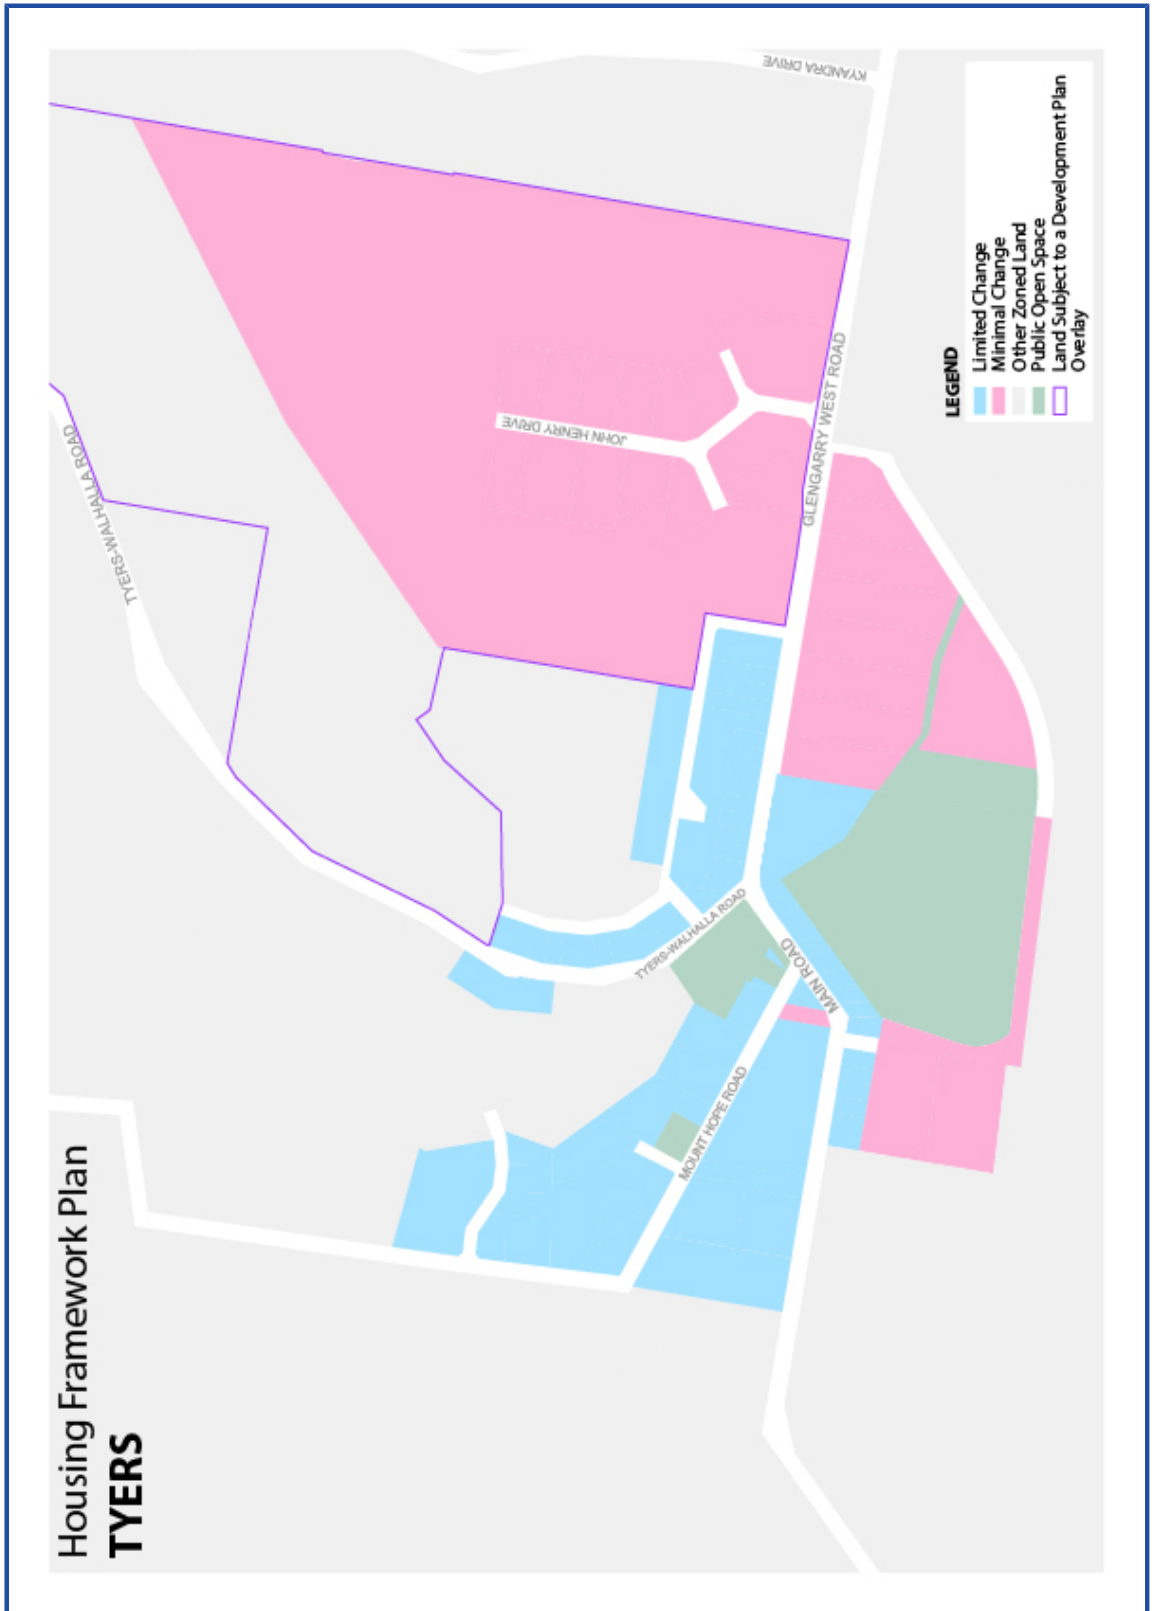 Housing Framework Plan
TYERS
TYERS-WALHALLA ROAD
KYANDRA DRIVE
JOHN HENRY DRIVE
GLENGARRY WEST ROAD
TYERS-WALHALLA ROAD
MAIN ROAD
MOUNT HOPE ROAD
LEGEND
Limited Change
Minimal Change
Other Zoned Land
Public Open Space
Land Subject to a Development Plan
Overlay